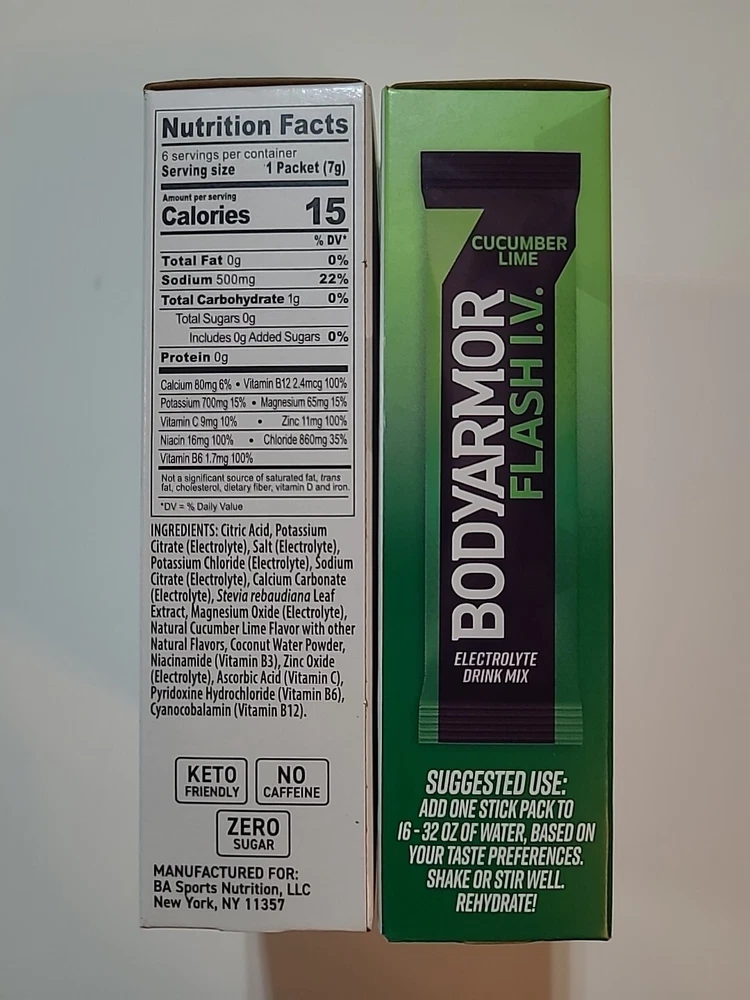 Nutrition Facts
6 servings per container
Serving size 1 Packet (7g)
Amount per serving
Calories 15
% DV*
Total Fat 0g 0%
Sodium 500mg 22%
Total Carbohydrate 1g 0%
Total Sugars 0g
Includes 0g Added Sugars 0%
Protein 0g
Calcium 80mg 6% • Vitamin B12 2.4mcg 100%
Potassium 700mg 15% • Magnesium 65mg 15%
Vitamin C 9mg 10% • Zinc 11mg 100%
Niacin 16mg 100% • Chloride 860mg 35%
Vitamin B6 1.7mg 100%
Not a significant source of saturated fat, trans
fat, cholesterol, dietary fiber, vitamin D and iron.
*DV = % Daily Value
INGREDIENTS: Citric Acid, Potassium
Citrate (Electrolyte), Salt (Electrolyte),
Potassium Chloride (Electrolyte), Sodium
Citrate (Electrolyte), Calcium Carbonate
(Electrolyte), Stevia rebaudiana Leaf
Extract, Magnesium Oxide (Electrolyte),
Natural Cucumber Lime Flavor with other
Natural Flavors, Coconut Water Powder,
Niacinamide (Vitamin B3), Zinc Oxide
(Electrolyte), Ascorbic Acid (Vitamin C),
Pyridoxine Hydrochloride (Vitamin B6),
Cyanocobalamin (Vitamin B12).
KETO
FRIENDLY
NO
CAFFEINE
ZERO
SUGAR
MANUFACTURED FOR:
BA Sports Nutrition, LLC
New York, NY 11357
CUCUMBER
LIME
BODYARMOR
FLASH I.V.
ELECTROLYTE
DRINK MIX
SUGGESTED USE:
ADD ONE STICK PACK TO
16 - 32 OZ OF WATER, BASED ON
YOUR TASTE PREFERENCES.
SHAKE OR STIR WELL.
REHYDRATE!